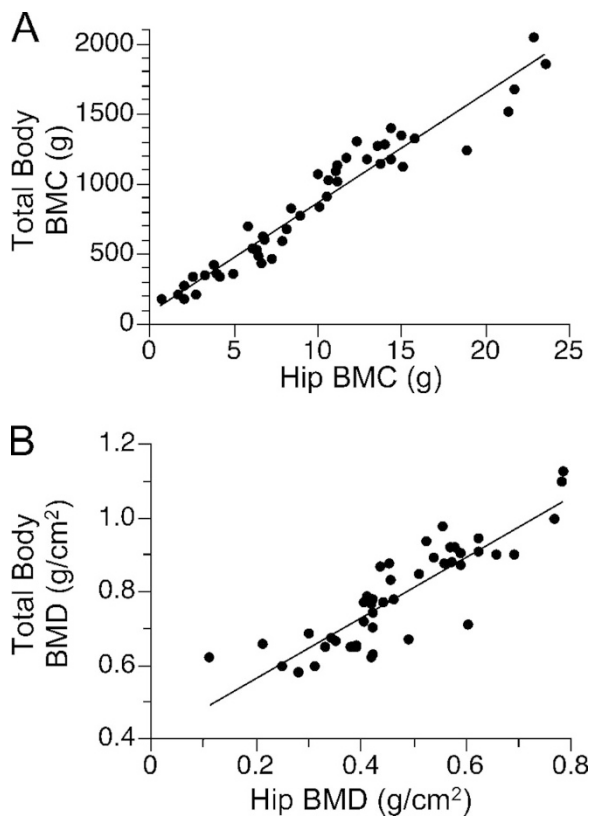 A
2000
1500
1000
500
0
Total Body
BMC (g)
0 5 10 15 20 25
Hip BMC (g)
B
1.2
1.0
0.8
0.6
0.4
Total Body
BMD (g/cm²)
0 0.2 0.4 0.6 0.8
Hip BMD (g/cm²)